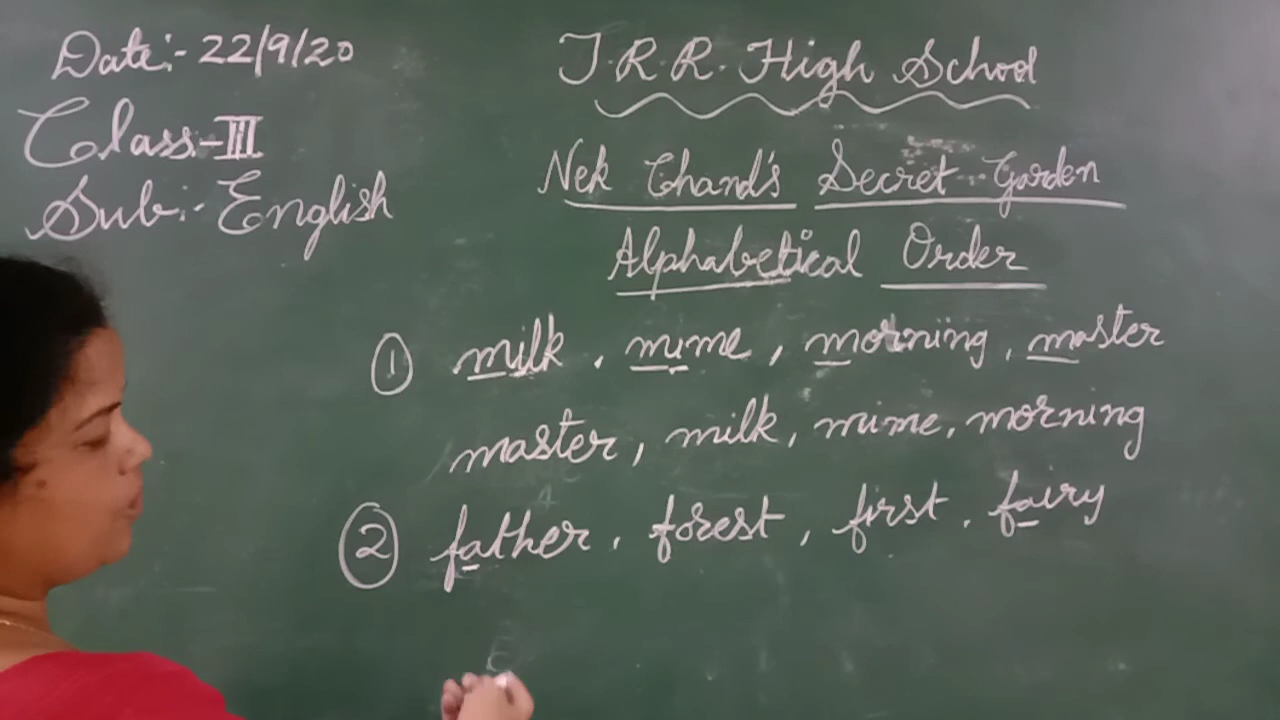 Date:- 22/9/20
Class:-III
Sub:- English
J.R.R. High School
Nek Chand's Secret Garden
Alphabetical Order
① milk, mime, morning, master
master, milk, mime, morning
② father, forest, first, fairy